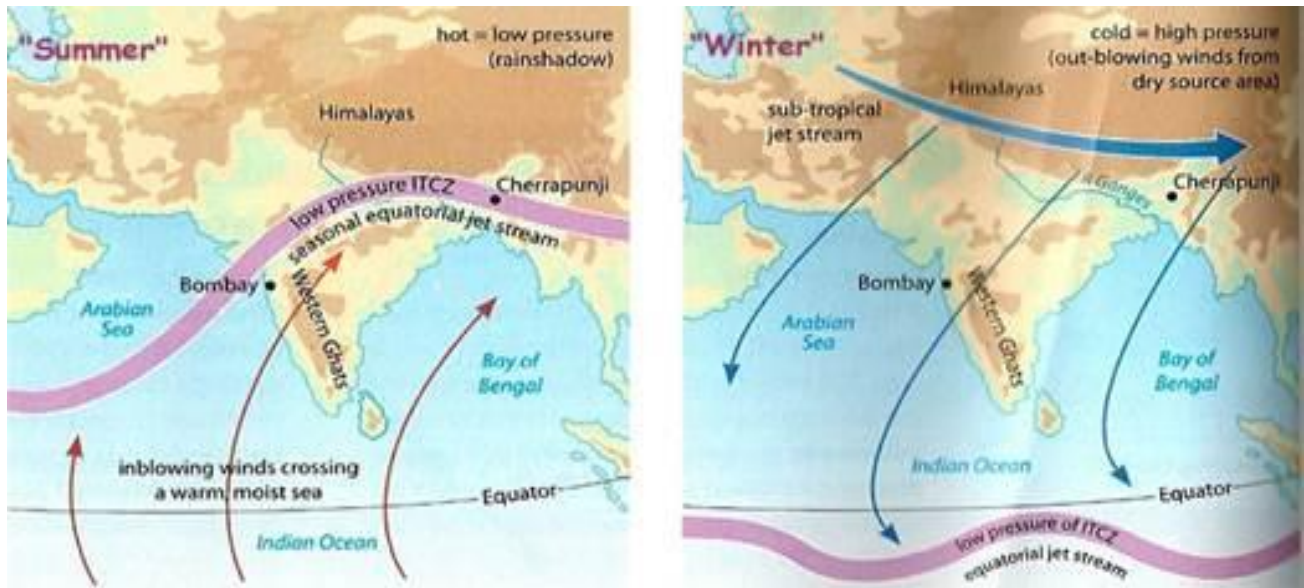 "Summer"
hot = low pressure
(rainshadow)
Himalayas
low pressure ITCZ
seasonal equatorial jet stream
Cherrapunji
Bombay
Western Ghats
Arabian
Sea
Bay of
Bengal
inblowing winds crossing
a warm, moist sea
Equator
Indian Ocean
"Winter"
cold = high pressure
(out-blowing winds from
dry source area)
Himalayas
sub-tropical
jet stream
R Ganges
Cherrapunji
Bombay
Western Ghats
Arabian
Sea
Bay of
Bengal
Indian Ocean
Equator
low pressure of ITCZ
equatorial jet stream